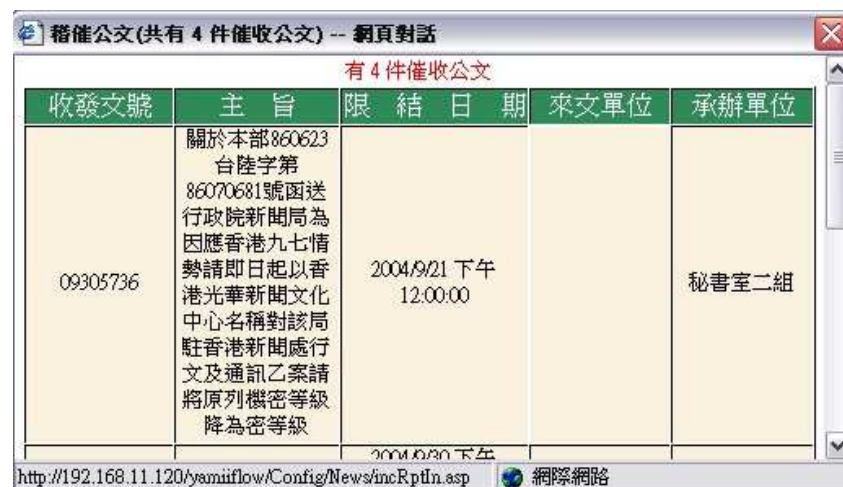 稽催公文(共有 4 件催收公文) -- 網頁對話
有 4 件催收公文
收發文號 主旨 限結日期 來文單位 承辦單位
關於本部860623
台陸字第
86070681號函送
行政院新聞局為
因應香港九七情
勢請即日起以香
港光華新聞文化
中心名稱對該局
駐香港新聞處行
文及通訊乙案請
將原列機密等級
降為密等級
09305736
2004/9/21 下午
12:00:00
秘書室二組
2004/9/30 下午
http://192.168.11.120/yamiiflow/Config/News/incRptIn.asp 網際網路